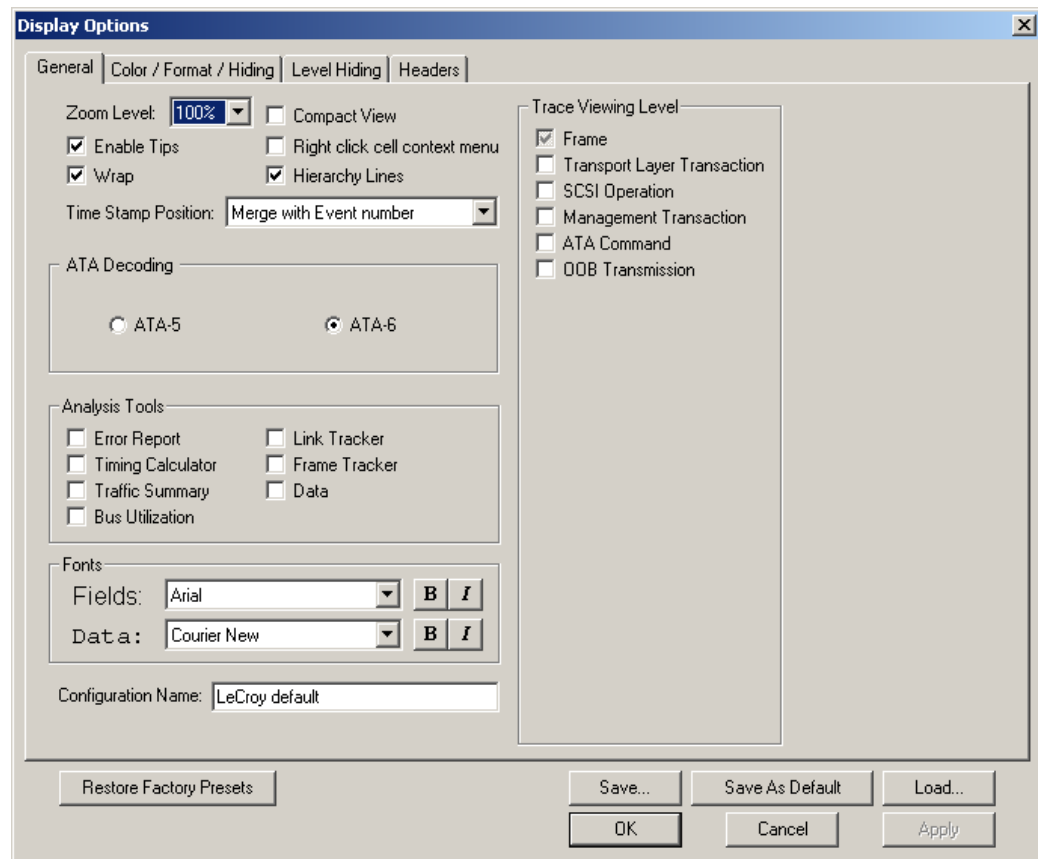 Display Options
General
Color / Format / Hiding
Level Hiding
Headers
Zoom Level: 100%
Compact View
Enable Tips
Right click cell context menu
Wrap
Hierarchy Lines
Time Stamp Position: Merge with Event number
ATA Decoding
ATA-5
ATA-6
Analysis Tools
Error Report
Link Tracker
Timing Calculator
Frame Tracker
Traffic Summary
Data
Bus Utilization
Fonts
Fields: Arial B I
Data: Courier New B I
Configuration Name: LeCroy default
Trace Viewing Level
Frame
Transport Layer Transaction
SCSI Operation
Management Transaction
ATA Command
OOB Transmission
Restore Factory Presets
Save...
Save As Default
Load...
OK
Cancel
Apply